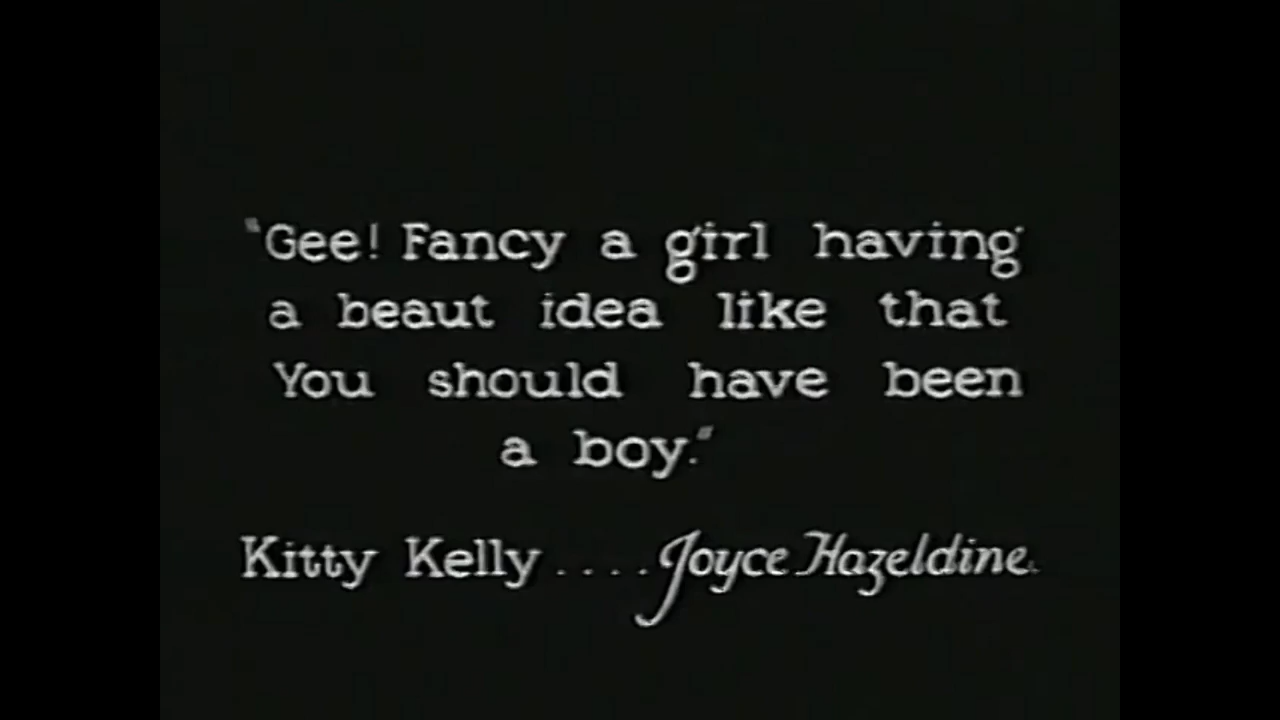 "Gee! Fancy a girl having
a beaut idea like that
You should have been
a boy."
Kitty Kelly....Joyce Hazeldine.